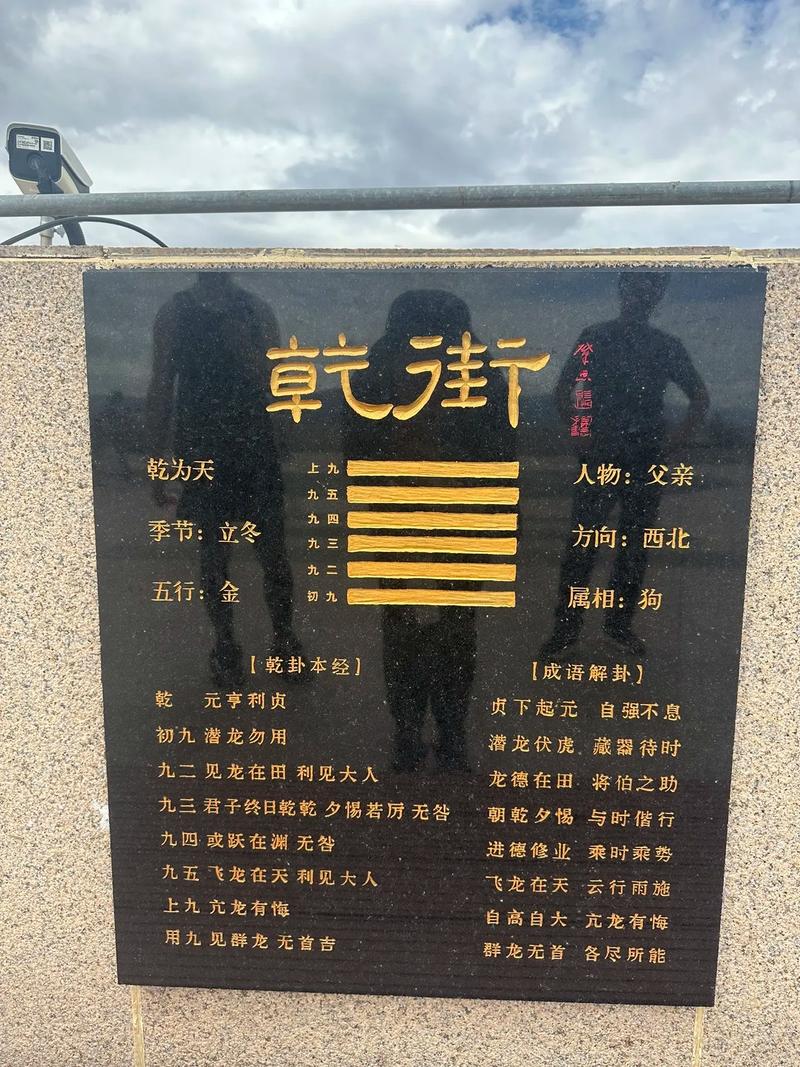 乾街
乾为天
季节：立冬
五行：金
上九
九五
九四
九三
九二
初九
人物：父亲
方向：西北
属相：狗
【乾卦本经】
乾 元亨利贞
初九 潜龙勿用
九二 见龙在田 利见大人
九三 君子终日乾乾 夕惕若厉 无咎
九四 或跃在渊 无咎
九五 飞龙在天 利见大人
上九 亢龙有悔
用九 见群龙 无首吉
【成语解卦】
贞下起元 自强不息
潜龙伏虎 藏器待时
龙德在田 将伯之助
朝乾夕惕 与时偕行
进德修业 乘时乘势
飞龙在天 云行雨施
自高自大 亢龙有悔
群龙无首 各尽所能